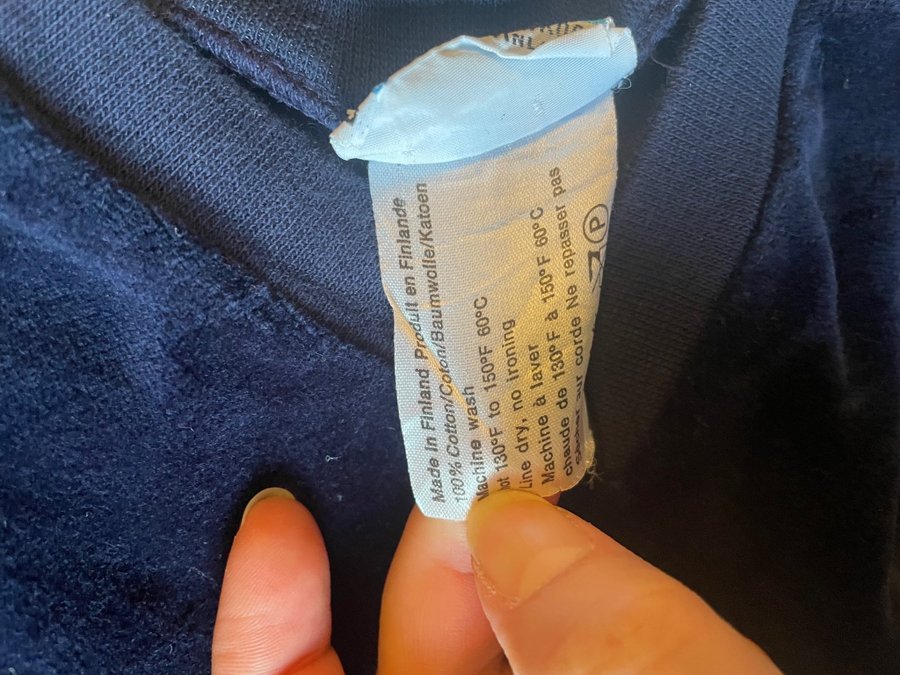 Made in Finland Produit en Finlande
100% Cotton/Coton/Baumwolle/Katoen
Machine wash
130°F to 150°F 60°C
Line dry, no ironing
Machine à laver
chaude de 130°F à 150°F 60°C
sur corde Ne repasser pas
P